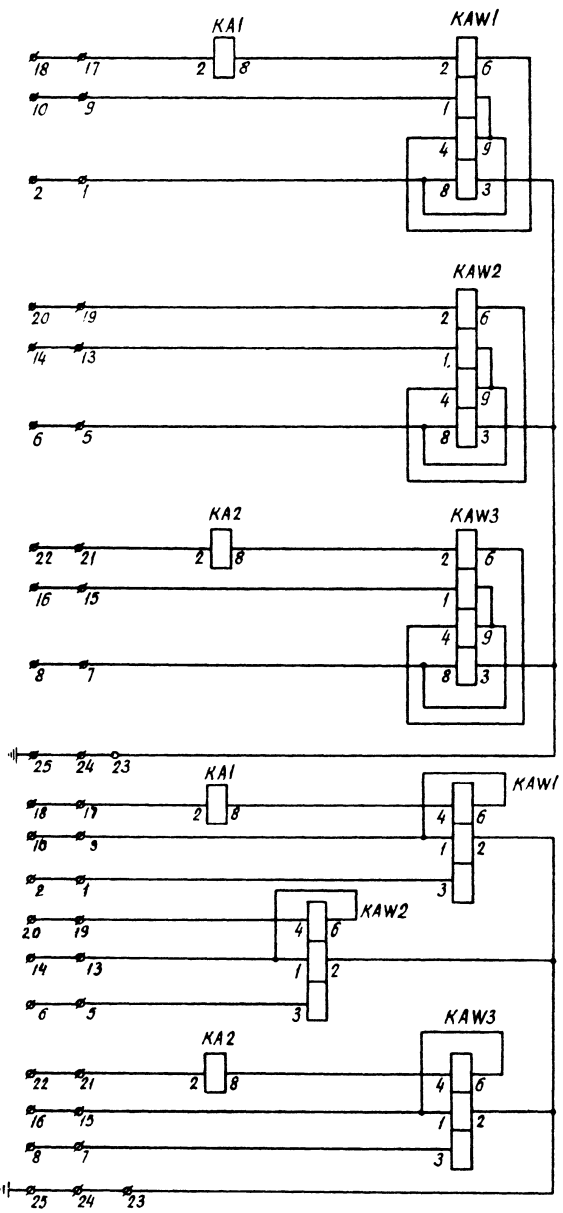 KA1 KAW1
18 17 2 8 2 6
10 9 1
4 9
2 1 8 3
KAW2
20 19 2 6
14 13 1
4 9
6 5 8 3
KA2 KAW3
22 21 2 8 2 6
16 15 1
4 9
8 7 8 3
25 24 23
KA1 KAW1
18 17 2 8 4 6
10 9 1 2
2 1 3
KAW2
20 19 4 6
14 13 1 2
6 5 3
KA2 KAW3
22 21 2 8 4 6
16 15 1 2
8 7 3
25 24 23